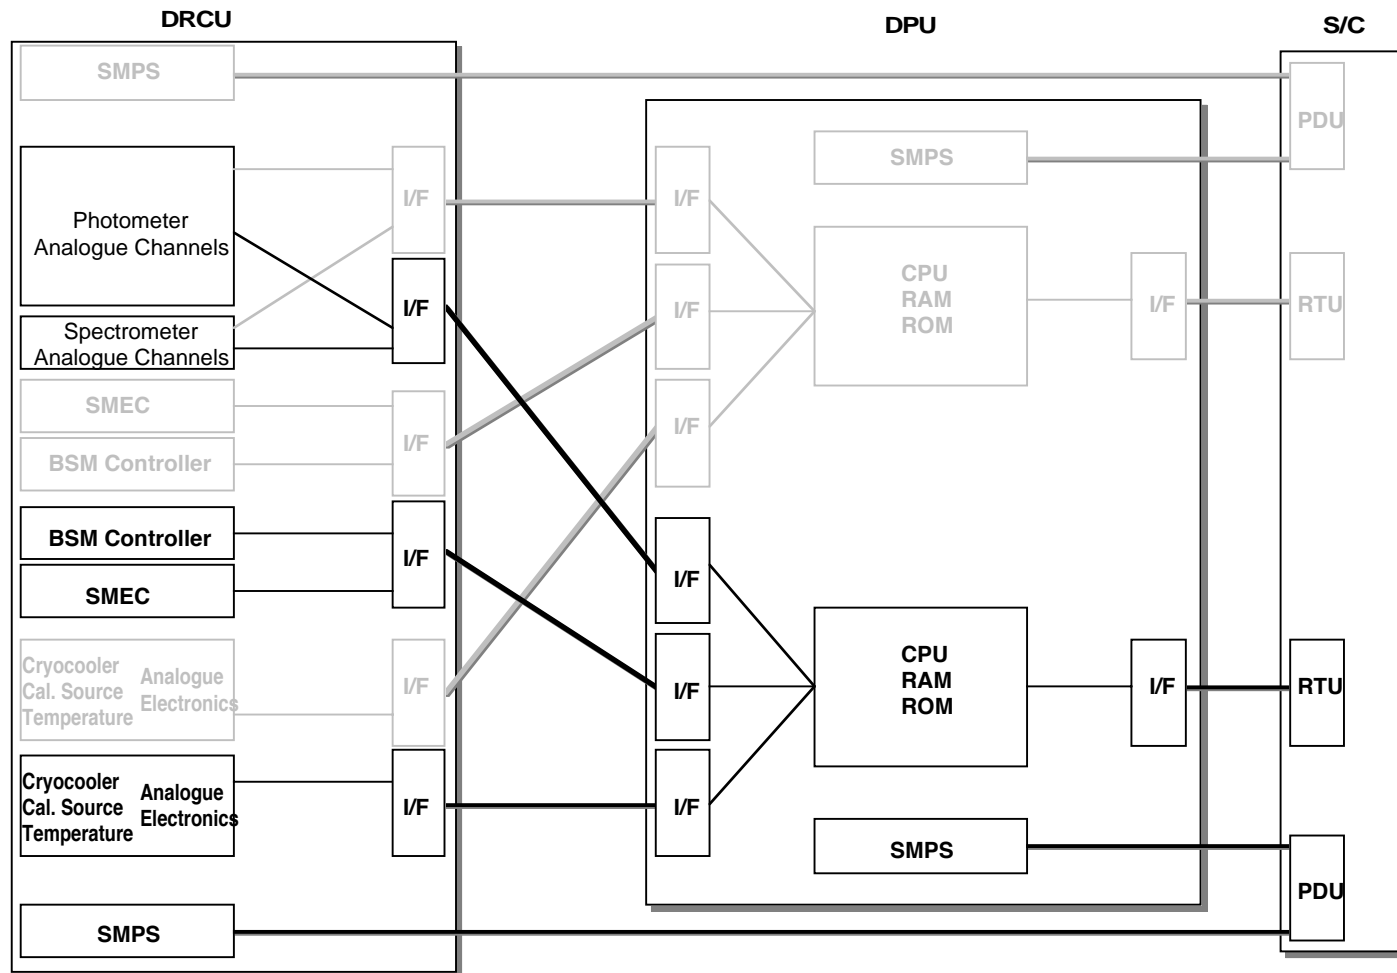 DRCU
DPU
S/C
SMPS
PDU
SMPS
I/F
I/F
Photometer
Analogue Channels
CPU
RAM
ROM
I/F
I/F
I/F
RTU
Spectrometer
Analogue Channels
SMEC
I/F
I/F
BSM Controller
BSM Controller
I/F
I/F
SMEC
Cryocooler
Cal. Source
Temperature
Analogue
Electronics
I/F
I/F
CPU
RAM
ROM
I/F
RTU
Cryocooler
Cal. Source
Temperature
Analogue
Electronics
I/F
I/F
SMPS
PDU
SMPS